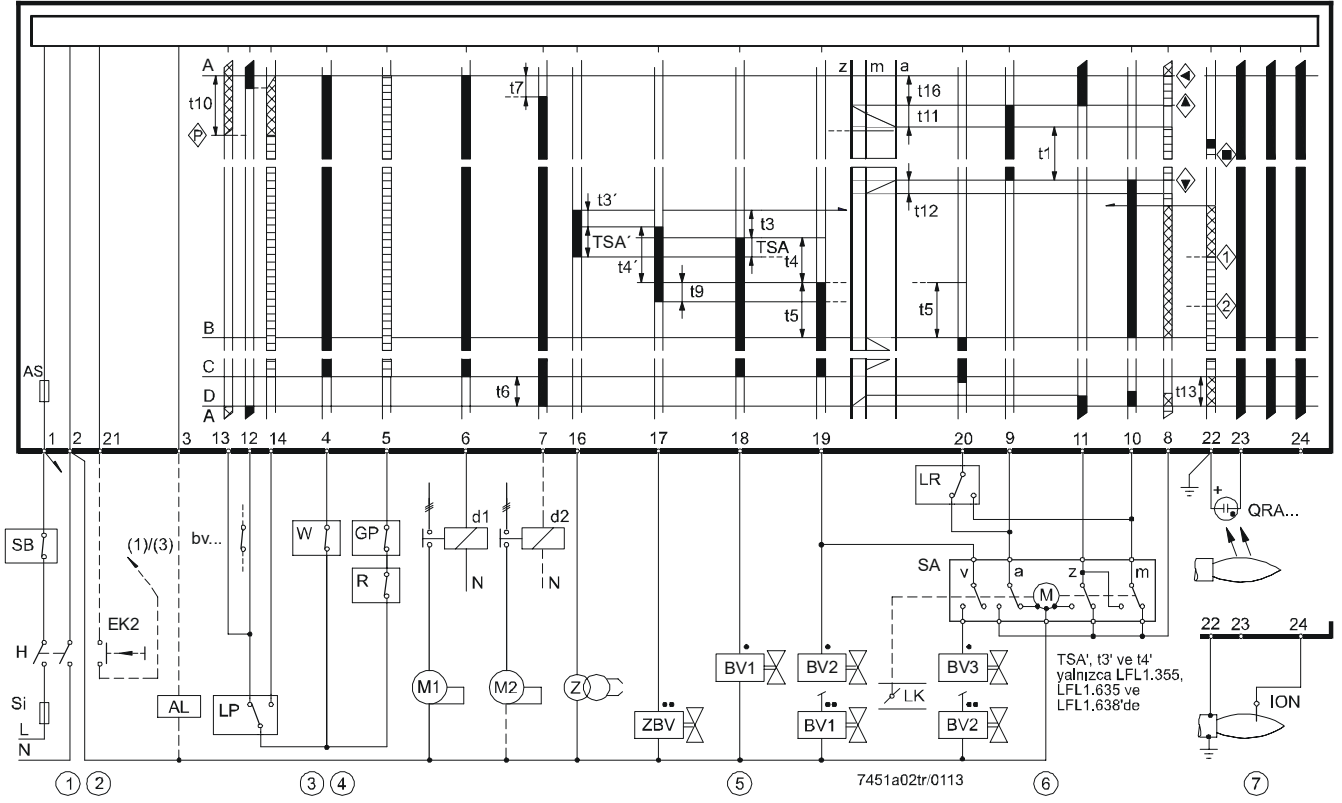 A
z m a
t7
t16
t10
t11
P
t1
t3´
t12
t3
TSA´
TSA
t4´
t4
1
t9
2
t5
t5
B
AS
C
t6
t13
D
A
1 2 21 3 13 12 14 4 5 6 7 16 17 18 19 20 9 11 10 8 22 23 24
LR
+
QRA...
d1 d2
SB
(1)/(3)
bv...
W
GP
R
N
N
SA
v a z m
M
EK2
22 23 24
H
M1
M2
Z
BV1
BV2
BV3
LK
TSA', t3' ve t4'
yalnızca LFL1.355,
LFL1.635 ve
LFL1.638'de
Si
AL
LP
ZBV
BV1
BV2
ION
L
N
1 2 3 4 5 7451a02tr/0113 6 7